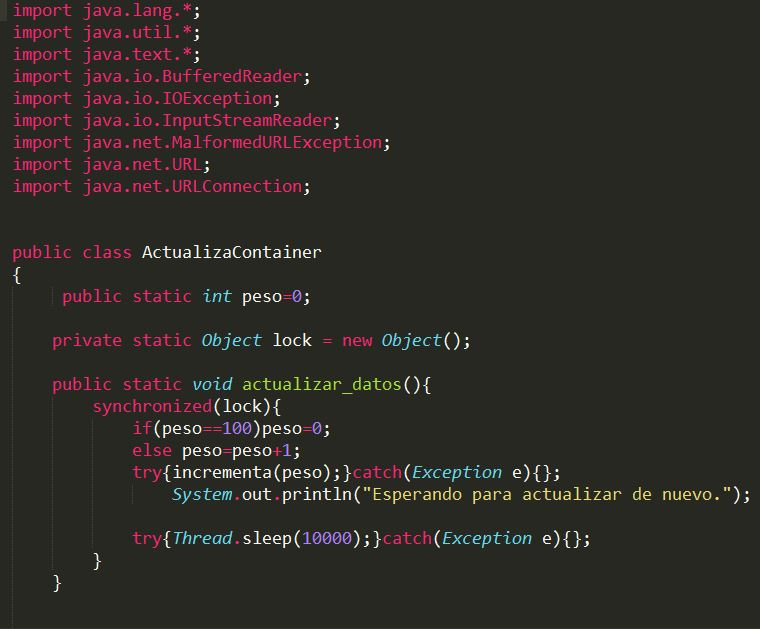 import java.lang.*;
import java.util.*;
import java.text.*;
import java.io.BufferedReader;
import java.io.IOException;
import java.io.InputStreamReader;
import java.net.MalformedURLException;
import java.net.URL;
import java.net.URLConnection;
public class ActualizaContainer
{
public static int peso=0;
private static Object lock = new Object();
public static void actualizar_datos(){
synchronized(lock){
if(peso==100)peso=0;
else peso=peso+1;
try{incrementa(peso);}catch(Exception e){};
System.out.println("Esperando para actualizar de nuevo.");
try{Thread.sleep(10000);}catch(Exception e){};
}
}